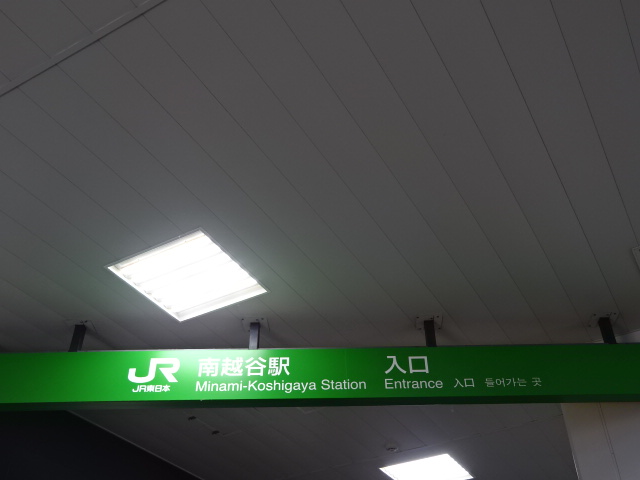 JR
JR東日本
南越谷駅
Minami-Koshigaya Station
入口
Entrance 入口 들어가는 곳